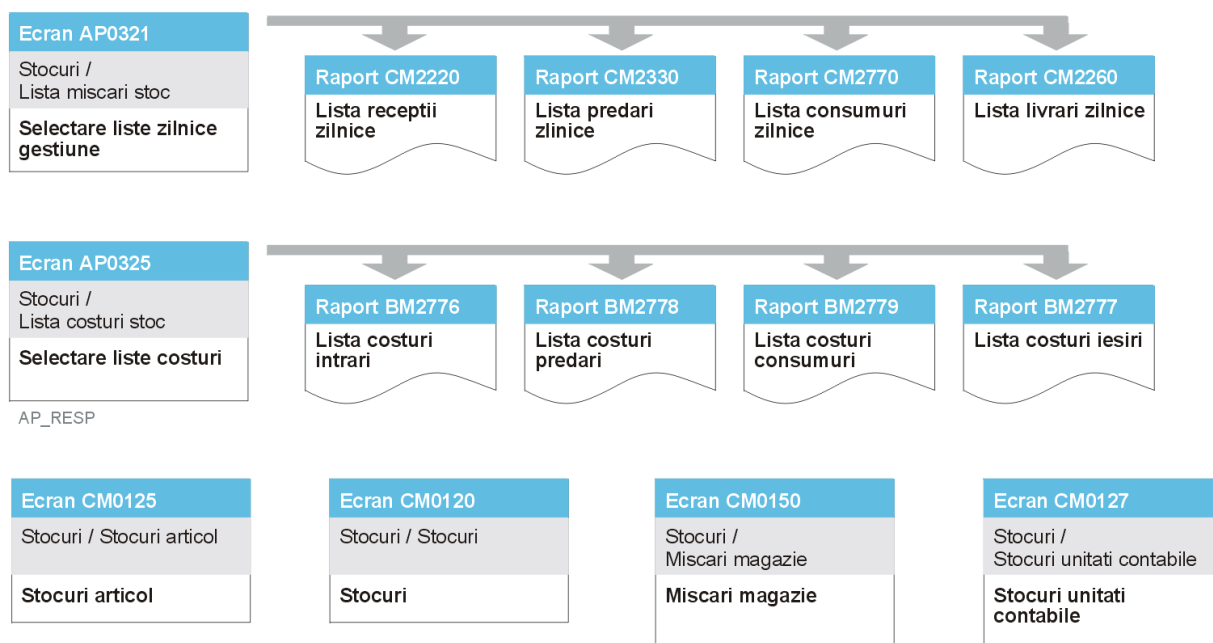 Ecran AP0321
Stocuri /
Lista miscari stoc
Selectare liste zilnice
gestiune
Raport CM2220
Lista receptii
zilnice
Raport CM2330
Lista predari
zlinice
Raport CM2770
Lista consumuri
zilnice
Raport CM2260
Lista livrari zilnice
Ecran AP0325
Stocuri /
Lista costuri stoc
Selectare liste costuri
AP_RESP
Raport BM2776
Lista costuri
intrari
Raport BM2778
Lista costuri
predari
Raport BM2779
Lista costuri
consumuri
Raport BM2777
Lista costuri iesiri
Ecran CM0125
Stocuri / Stocuri articol
Stocuri articol
Ecran CM0120
Stocuri / Stocuri
Stocuri
Ecran CM0150
Stocuri /
Miscari magazie
Miscari magazie
Ecran CM0127
Stocuri /
Stocuri unitati contabile
Stocuri unitati
contabile